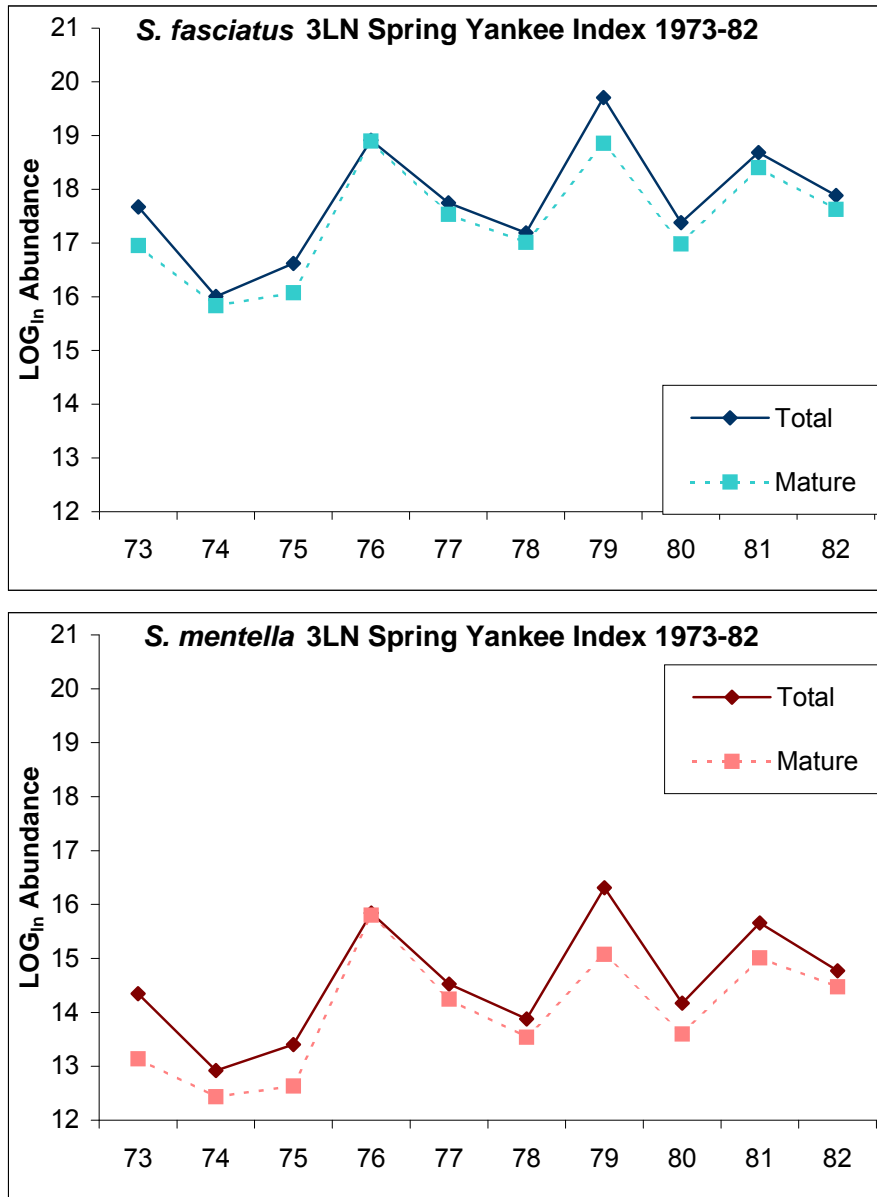 S. fasciatus 3LN Spring Yankee Index 1973-82
LOGln Abundance
21
20
19
18
17
16
15
14
13
12
Total
Mature
73 74 75 76 77 78 79 80 81 82
S. mentella 3LN Spring Yankee Index 1973-82
LOGln Abundance
21
20
19
18
17
16
15
14
13
12
Total
Mature
73 74 75 76 77 78 79 80 81 82